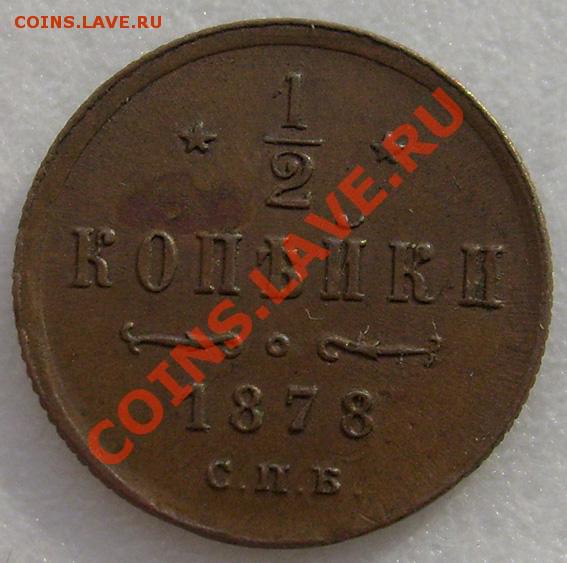 COINS.LAVE.RU
1
2
КОПѢЙКИ
1878
С.П.Б.
COINS.LAVE.RU